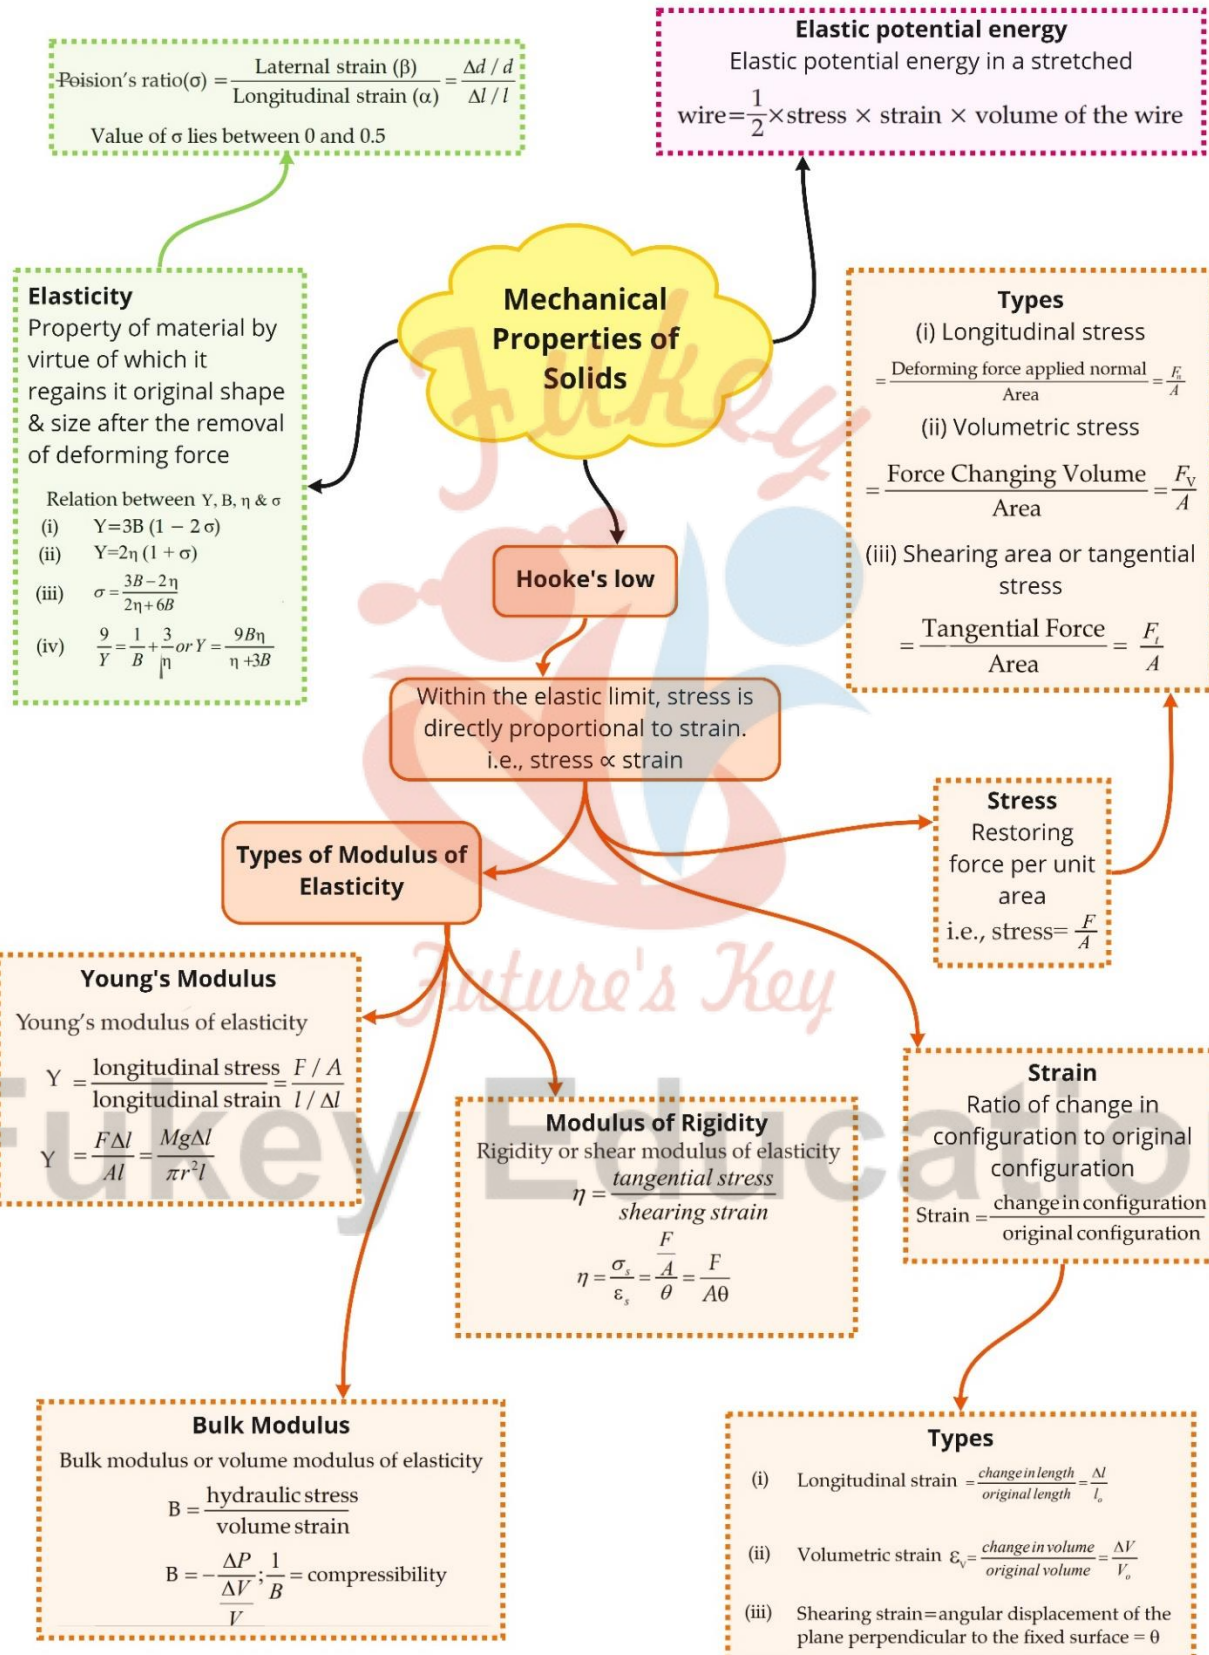 Elastic potential energy
Elastic potential energy in a stretched
wire=1/2×stress × strain × volume of the wire
Poision's ratio(σ) = Laternal strain (β)/Longitudinal strain (α) = Δd / d/Δl / l
Value of σ lies between 0 and 0.5
Mechanical
Properties of
Solids
Elasticity
Property of material by
virtue of which it
regains it original shape
& size after the removal
of deforming force
Relation between Y, B, η & σ
(i) Y=3B (1 − 2 σ)
(ii) Y=2η (1 + σ)
(iii) σ = 3B−2η/2η+6B
(iv) 9/Y = 1/B + 3/η or Y = 9Bη/η+3B
Types
(i) Longitudinal stress
= Deforming force applied normal/Area = Fn/A
(ii) Volumetric stress
= Force Changing Volume/Area = FV/A
(iii) Shearing area or tangential
stress
= Tangential Force/Area = Ft/A
Hooke's low
Within the elastic limit, stress is
directly proportional to strain.
i.e., stress ∝ strain
Stress
Restoring
force per unit
area
i.e., stress= F/A
Types of Modulus of
Elasticity
Young's Modulus
Young's modulus of elasticity
Y = longitudinal stress/longitudinal strain = F / A/l / Δl
Y = FΔl/Al = MgΔl/πr²l
Modulus of Rigidity
Rigidity or shear modulus of elasticity
η = tangential stress/shearing strain
η = σs/εs = F/A/θ = F/Aθ
Strain
Ratio of change in
configuration to original
configuration
Strain = change in configuration/original configuration
Bulk Modulus
Bulk modulus or volume modulus of elasticity
B = hydraulic stress/volume strain
B = −ΔP/ΔV/V; 1/B = compressibility
Types
(i) Longitudinal strain = change in length/original length = Δl/lo
(ii) Volumetric strain εv = change in volume/original volume = ΔV/Vo
(iii) Shearing strain=angular displacement of the
plane perpendicular to the fixed surface = θ
Fukey
Future's Key
Fukey Education